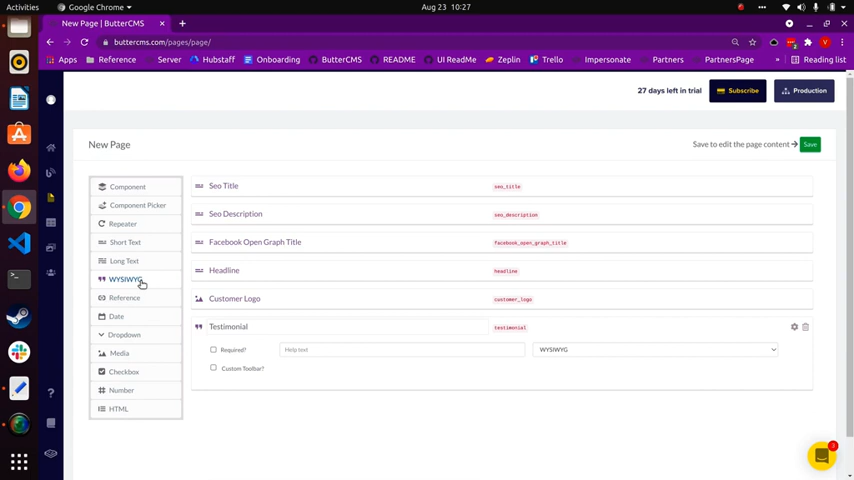 Activities
Google Chrome
Aug 23 10:27
New Page | ButterCMS
buttercms.com/pages/page/
Apps
Reference
Server
Hubstaff
Onboarding
ButterCMS
README
UI ReadMe
Zeplin
Trello
Impersonate
Partners
PartnersPage
»
Reading list
27 days left in trial
Subscribe
Production
New Page
Save to edit the page content
Save
Component
Component Picker
Repeater
Short Text
Long Text
WYSIWYG
Reference
Date
Dropdown
Media
Checkbox
Number
HTML
Seo Title
seo_title
Seo Description
seo_description
Facebook Open Graph Title
facebook_open_graph_title
Headline
headline
Customer Logo
customer_logo
Testimonial
testimonial
Required?
Help text
WYSIWYG
Custom Toolbar?
3